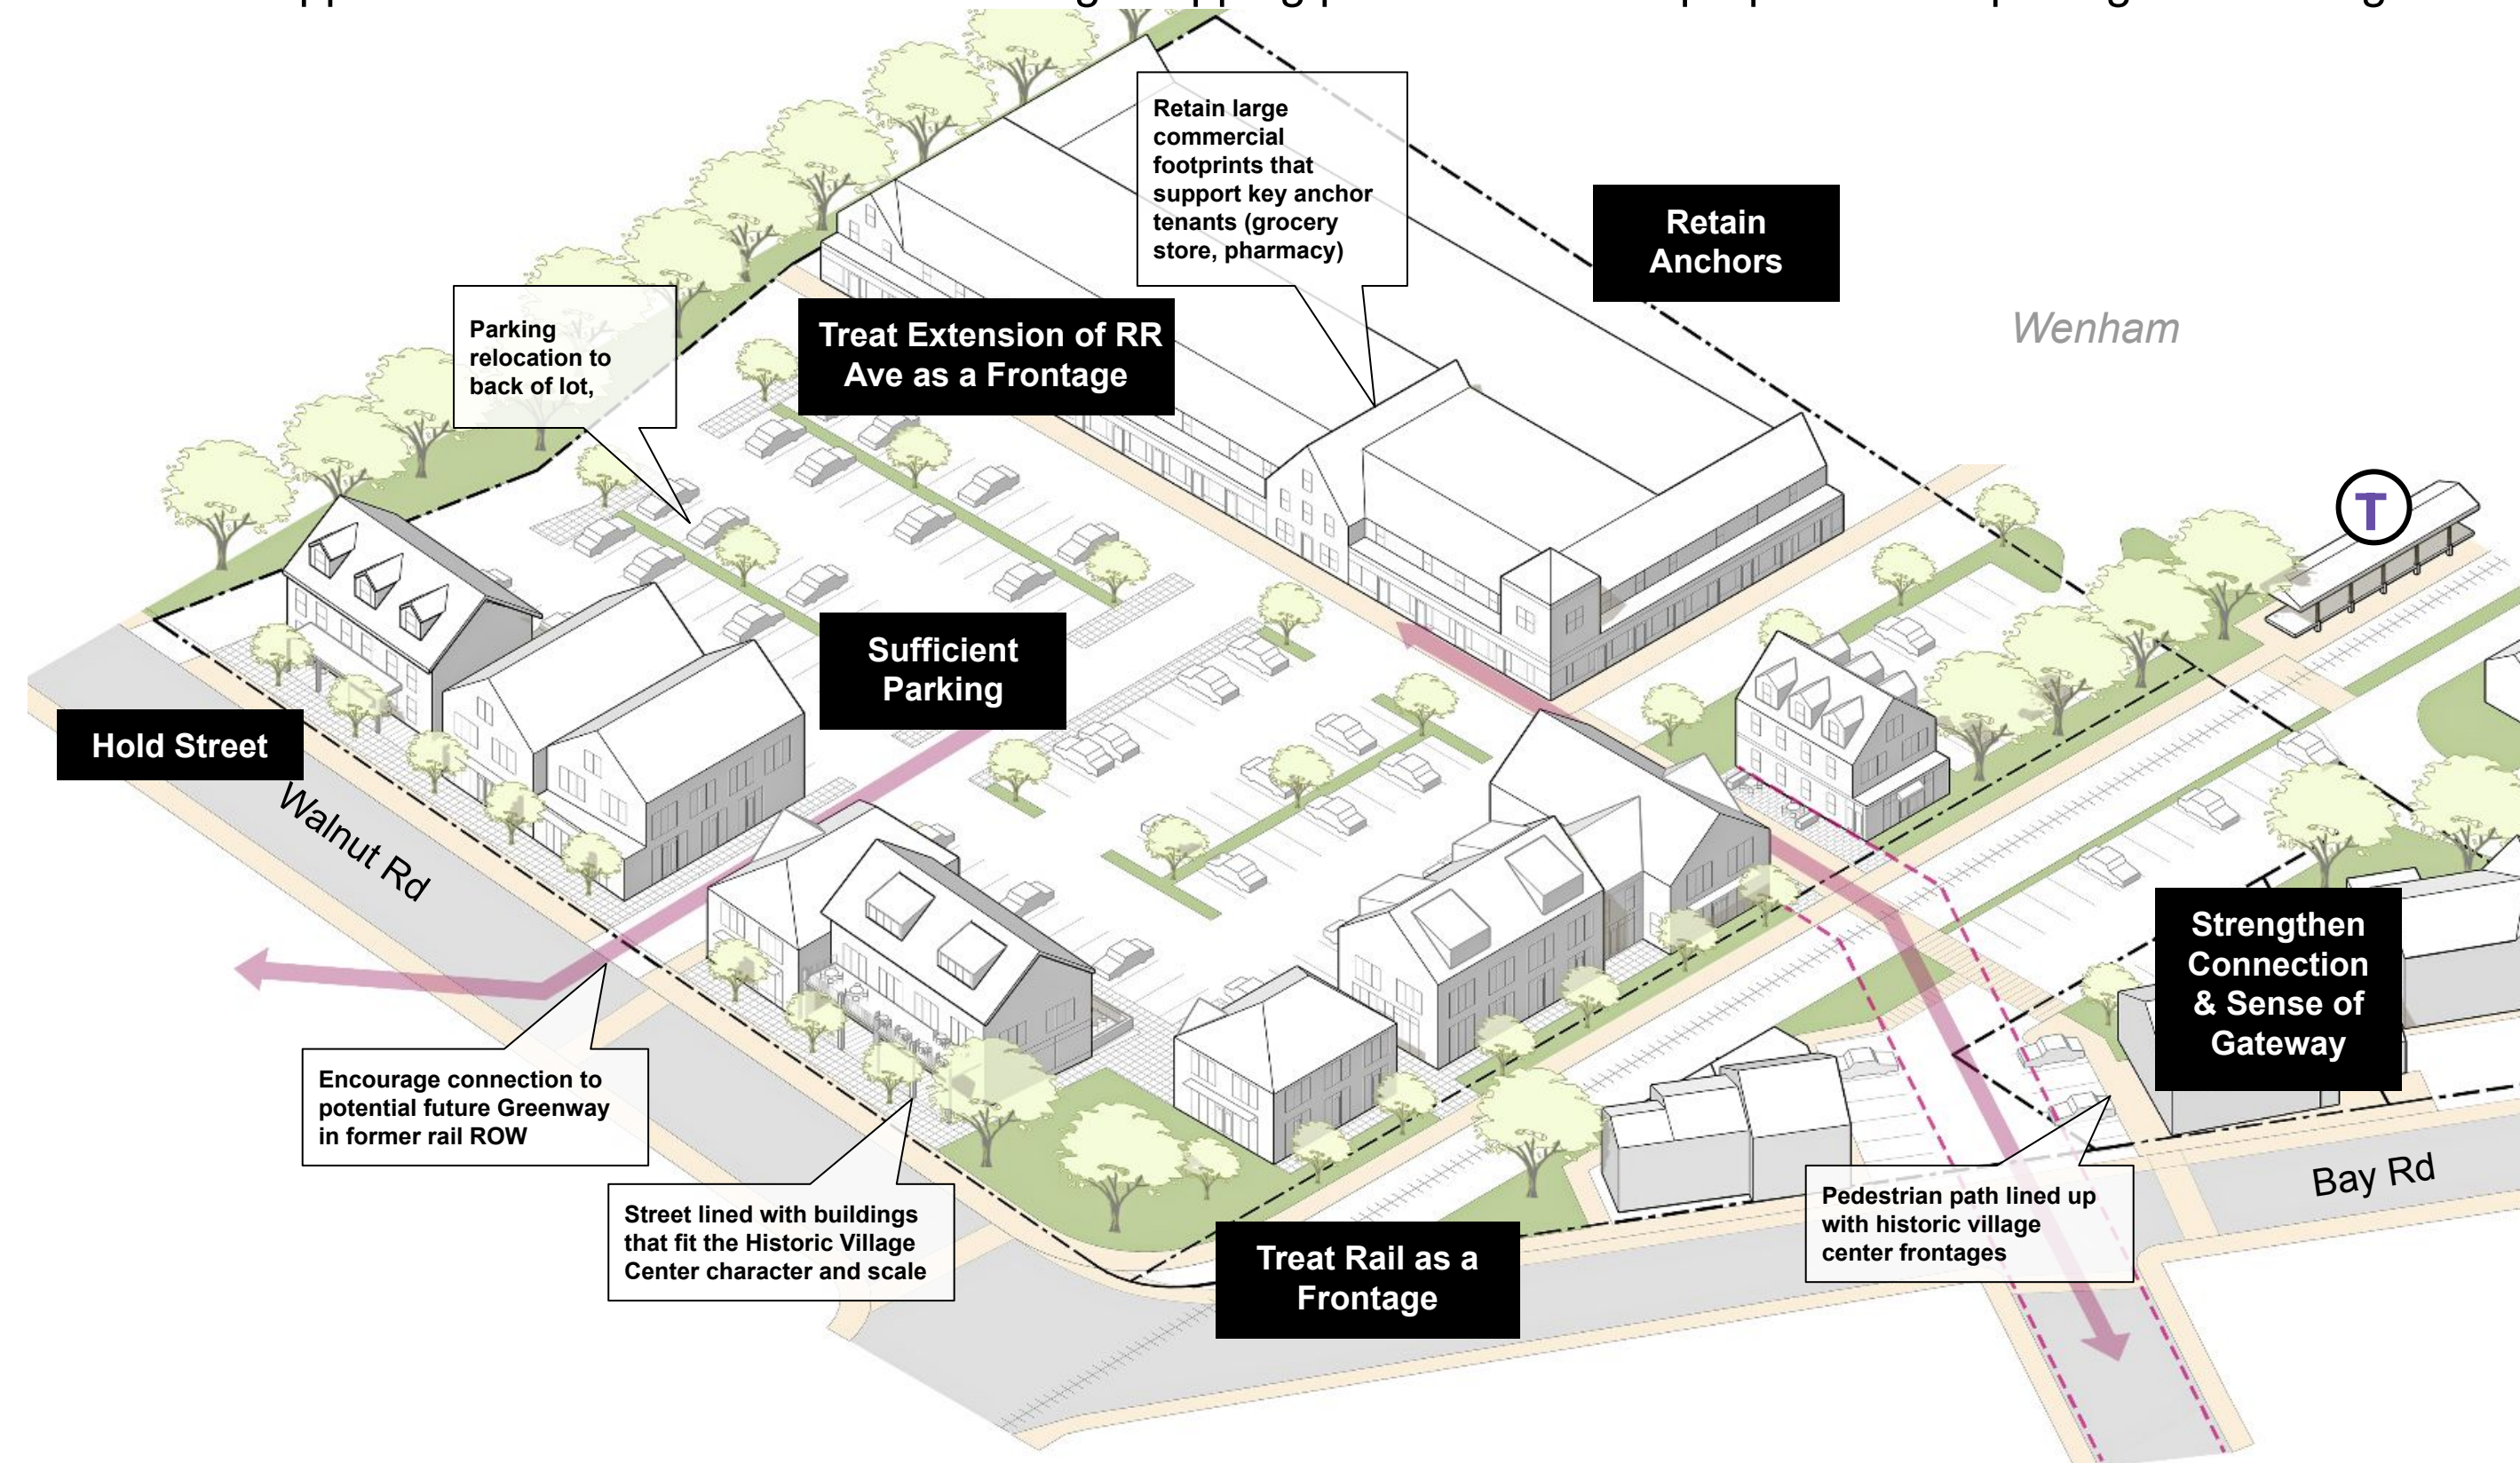 Retain large
commercial
footprints that
support key anchor
tenants (grocery
store, pharmacy)
Retain
Anchors
Parking
relocation to
back of lot,
Treat Extension of RR
Ave as a Frontage
Wenham
T
Sufficient
Parking
Hold Street
Walnut Rd
Strengthen
Connection
& Sense of
Gateway
Encourage connection to
potential future Greenway
in former rail ROW
Street lined with buildings
that fit the Historic Village
Center character and scale
Pedestrian path lined up
with historic village
center frontages
Bay Rd
Treat Rail as a
Frontage